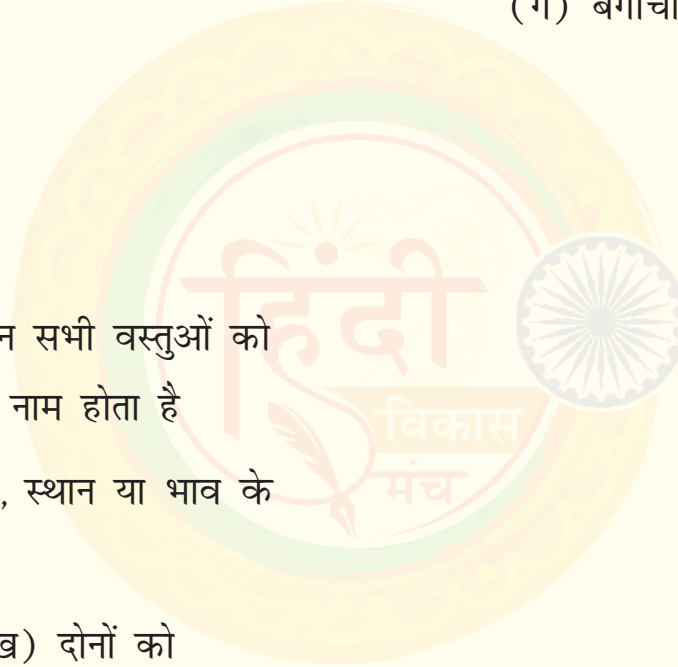 (ग) बगीचा
न सभी वस्तुओं को
नाम होता है
, स्थान या भाव के
ख) दोनों को
हिंदी
विकास
मंच